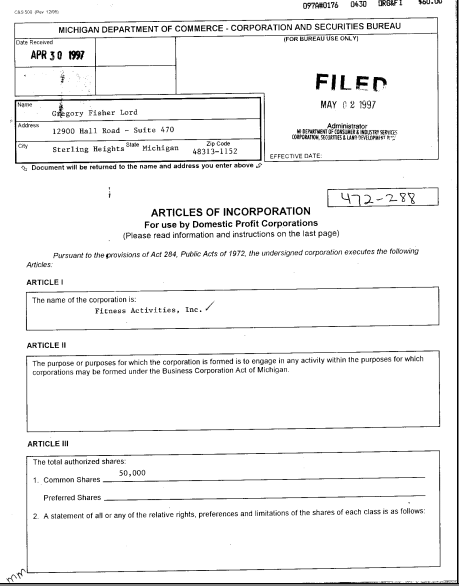 C&S 500 (Rev. 12/95)
097A#0176 0430 ORG&FI $60.00
MICHIGAN DEPARTMENT OF COMMERCE - CORPORATION AND SECURITIES BUREAU
Date Received
(FOR BUREAU USE ONLY)
APR 30 1997
FILED
MAY 02 1997
Administrator
MI DEPARTMENT OF CONSUMER & INDUSTRY SERVICES
CORPORATION, SECURITIES & LAND DEVELOPMENT
Name
Gregory Fisher Lord
Address
12900 Hall Road - Suite 470
City State Zip Code
Sterling Heights Michigan 48313-1152
EFFECTIVE DATE:
Document will be returned to the name and address you enter above
472-288
ARTICLES OF INCORPORATION
For use by Domestic Profit Corporations
(Please read information and instructions on the last page)
Pursuant to the provisions of Act 284, Public Acts of 1972, the undersigned corporation executes the following
Articles:
ARTICLE I
The name of the corporation is:
Fitness Activities, Inc.
ARTICLE II
The purpose or purposes for which the corporation is formed is to engage in any activity within the purposes for which
corporations may be formed under the Business Corporation Act of Michigan.
ARTICLE III
The total authorized shares:
1. Common Shares 50,000
Preferred Shares
2. A statement of all or any of the relative rights, preferences and limitations of the shares of each class is as follows: